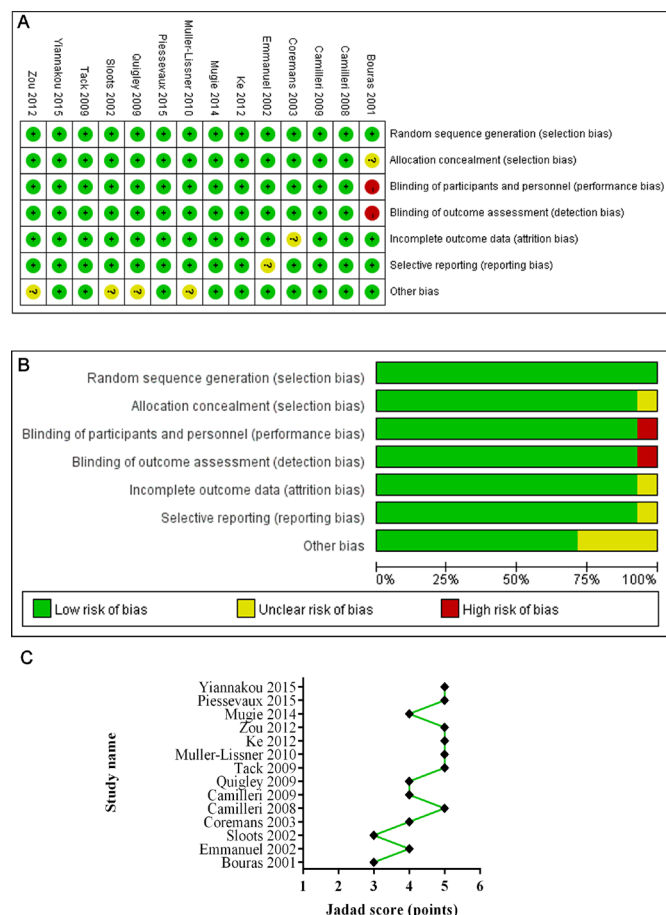 A
Zou 2012
Yiannakou 2015
Tack 2009
Sloots 2002
Quigley 2009
Piessevaux 2015
Muller-Lissner 2010
Mugie 2014
Ke 2012
Emmanuel 2002
Coremans 2003
Camilleri 2009
Camilleri 2008
Bouras 2001
+ + + + + + + + + + + + + + Random sequence generation (selection bias)
+ + + + + + + + + + + + + ? Allocation concealment (selection bias)
+ + + + + + + + + + + + + - Blinding of participants and personnel (performance bias)
+ + + + + + + + + + + + + - Blinding of outcome assessment (detection bias)
+ + + + + + + + + + ? + + + Incomplete outcome data (attrition bias)
+ + + + + + + + + ? + + + + Selective reporting (reporting bias)
? + + ? ? + ? + + + + + + + Other bias
B
Random sequence generation (selection bias)
Allocation concealment (selection bias)
Blinding of participants and personnel (performance bias)
Blinding of outcome assessment (detection bias)
Incomplete outcome data (attrition bias)
Selective reporting (reporting bias)
Other bias
0% 25% 50% 75% 100%
Low risk of bias Unclear risk of bias High risk of bias
C
Study name
Yiannakou 2015
Piessevaux 2015
Mugie 2014
Zou 2012
Ke 2012
Muller-Lissner 2010
Tack 2009
Quigley 2009
Camilleri 2009
Camilleri 2008
Coremans 2003
Sloots 2002
Emmanuel 2002
Bouras 2001
1 2 3 4 5 6
Jadad score (points)